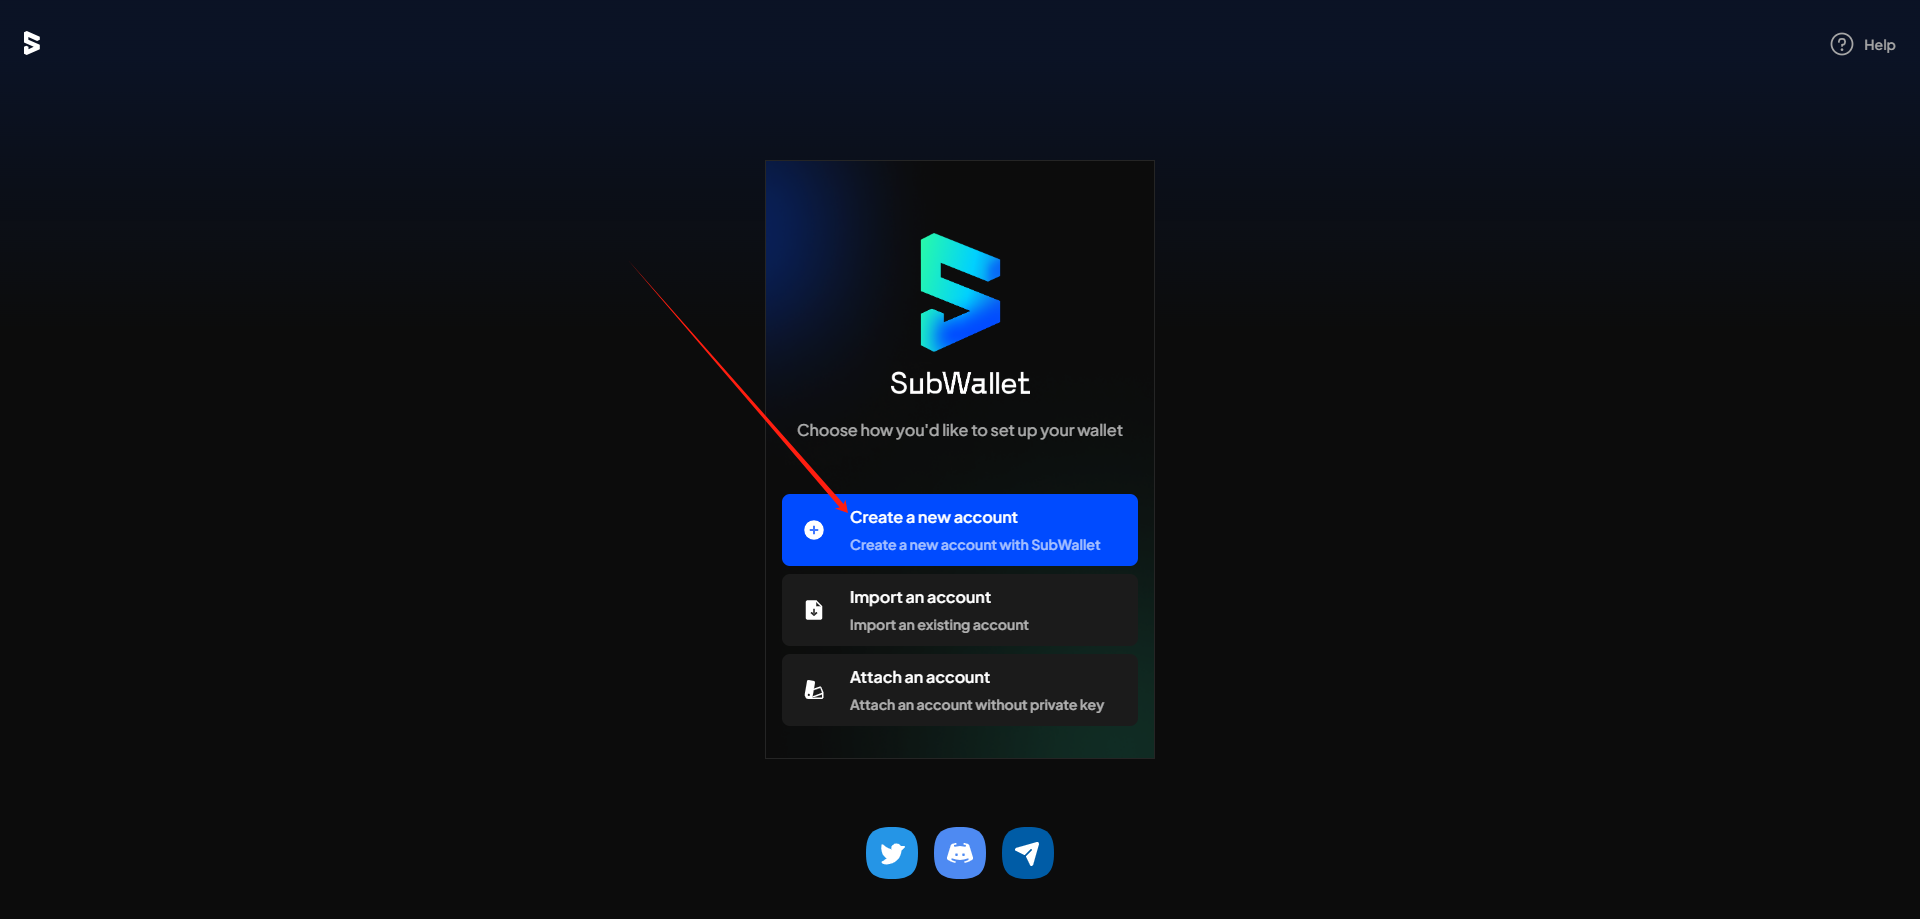 Help
SubWallet
Choose how you'd like to set up your wallet
Create a new account
Create a new account with SubWallet
Import an account
Import an existing account
Attach an account
Attach an account without private key